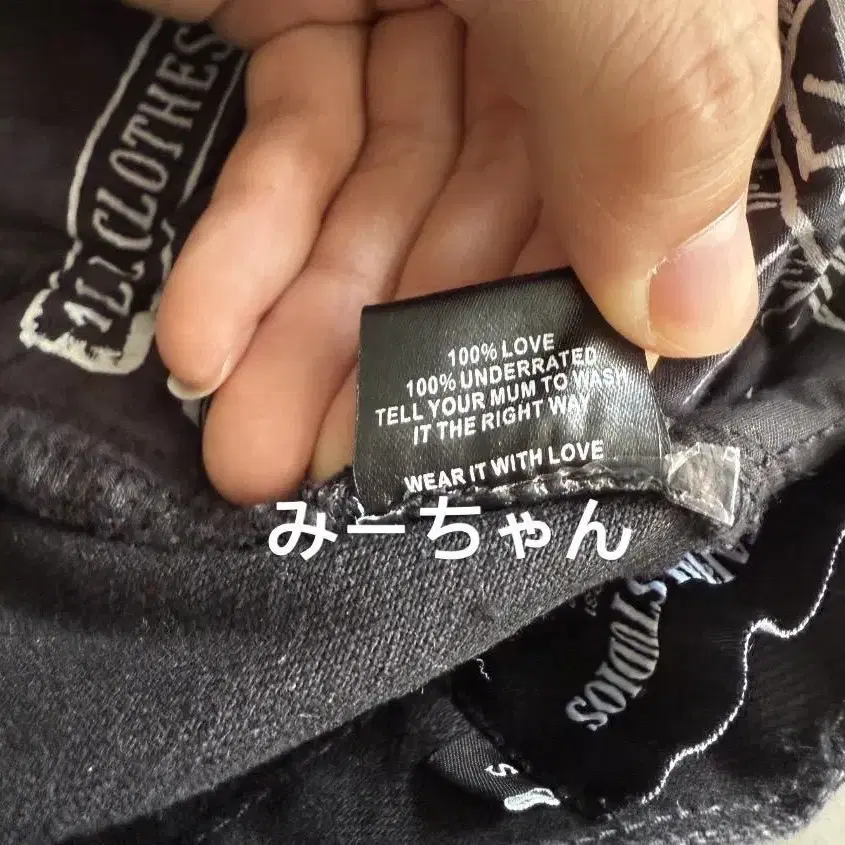 CLOTHES
100% LOVE
100% UNDERRATED
TELL YOUR MUM TO WASH
IT THE RIGHT WAY
WEAR IT WITH LOVE
みーちゃん
STUDIOS
S